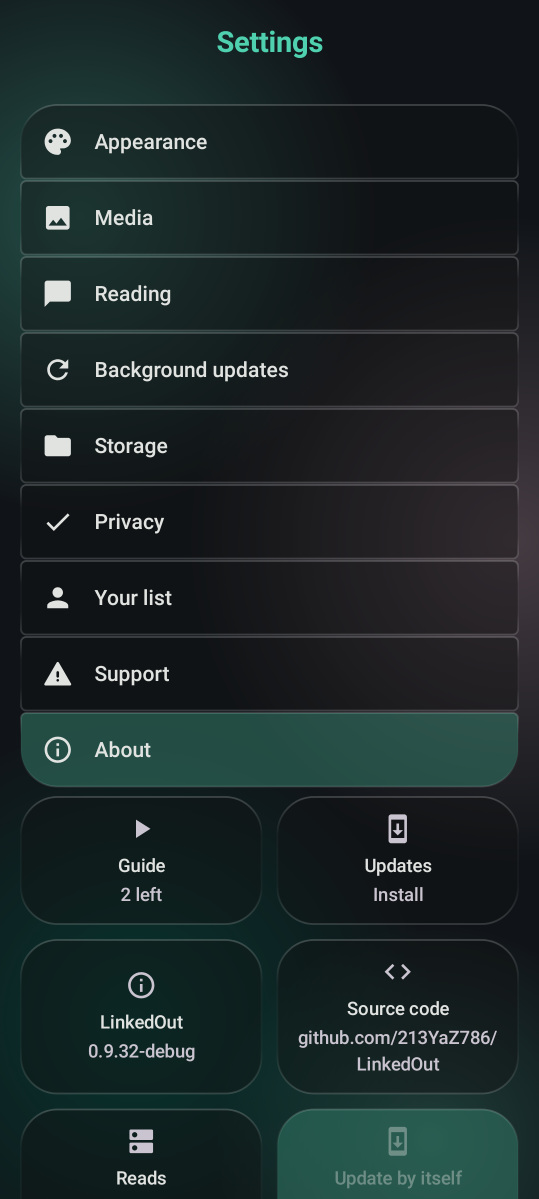 Settings
Appearance
Media
Reading
Background updates
Storage
Privacy
Your list
Support
About
Guide
2 left
Updates
Install
LinkedOut
0.9.32-debug
Source code
github.com/213YaZ786/
LinkedOut
Reads
Update by itself